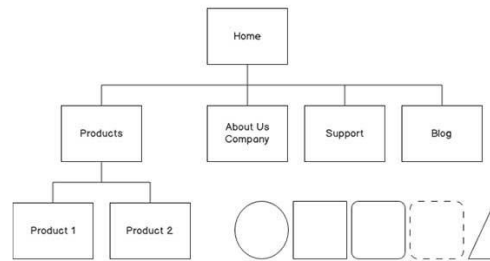 Home
Products
About Us
Company
Support
Blog
Product 1
Product 2